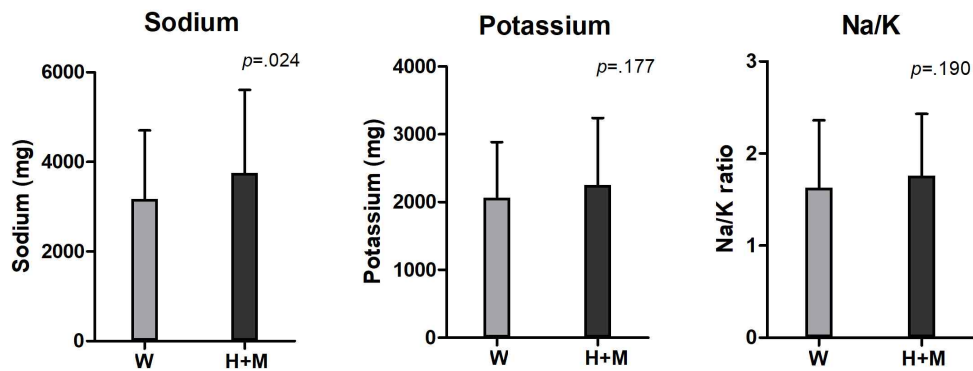 Sodium
p=.024
6000
4000
2000
0
Sodium (mg)
W
H+M
Potassium
p=.177
4000
3000
2000
1000
0
Potassium (mg)
W
H+M
Na/K
p=.190
3
2
1
0
Na/K ratio
W
H+M